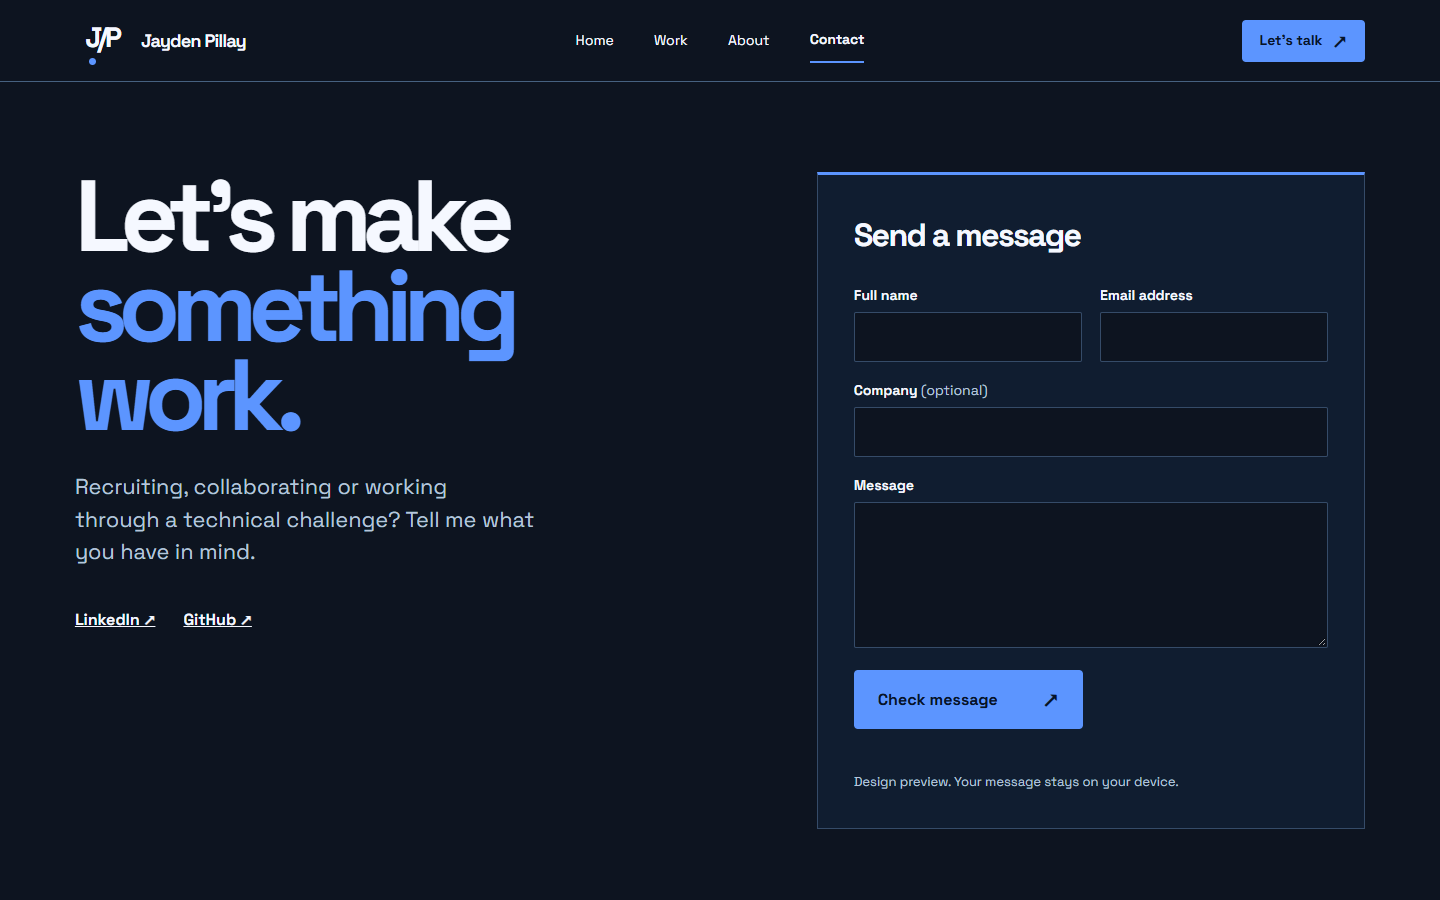 J/P Jayden Pillay
Home Work About Contact
Let's talk ↗
Let's make
something
work.
Recruiting, collaborating or working
through a technical challenge? Tell me what
you have in mind.
LinkedIn ↗ GitHub ↗
Send a message
Full name Email address
Company (optional)
Message
Check message ↗
Design preview. Your message stays on your device.